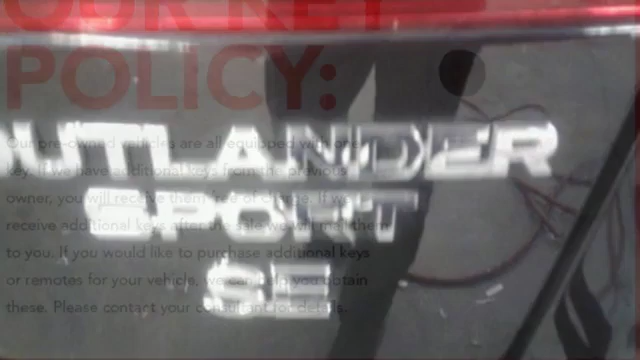 OUR KEY
POLICY:
OUTLANDER
SPORT
SE
Our pre-owned vehicles are all equipped with one
key. If we have additional keys from the previous
owner, you will receive them free of charge. If we
receive additional keys after the sale we will mail them
to you. If you would like to purchase additional keys
or remotes for your vehicle, we can help you obtain
these. Please contact your consultant for details.